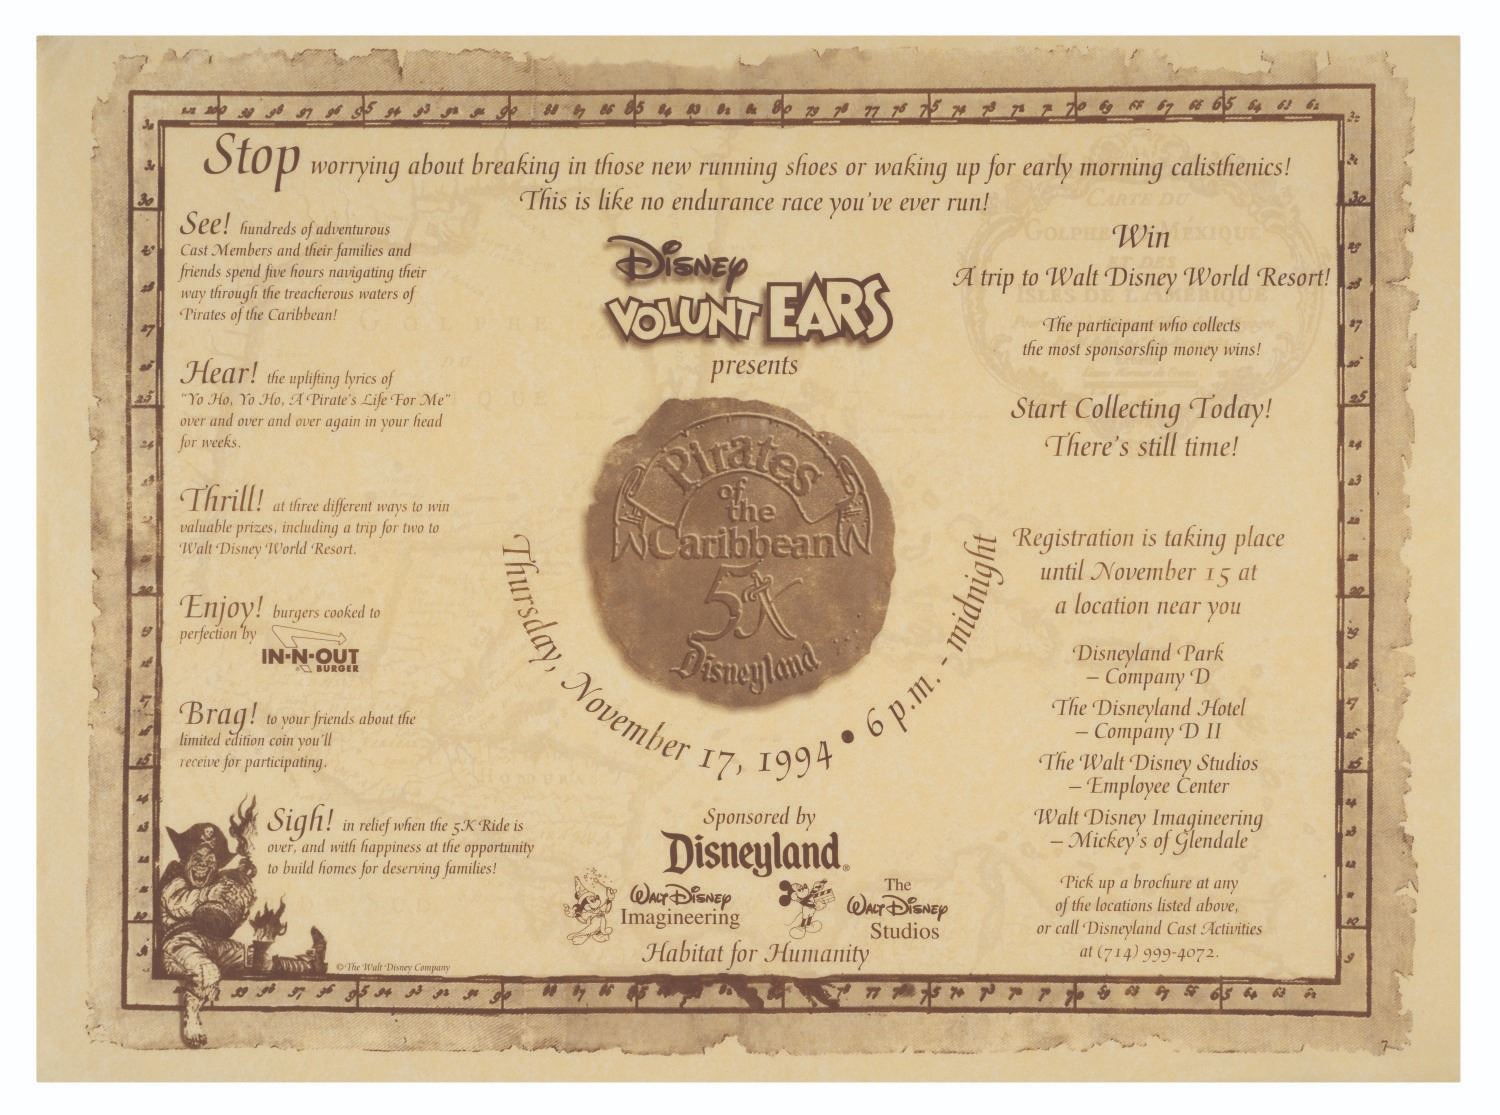 Stop worrying about breaking in those new running shoes or waking up for early morning calisthenics!
This is like no endurance race you've ever run!
See! hundreds of adventurous
Cast Members and their families and
friends spend five hours navigating their
way through the treacherous waters of
Pirates of the Caribbean!
Hear! the uplifting lyrics of
"Yo Ho, Yo Ho, A Pirate's Life For Me"
over and over and over again in your head
for weeks.
Thrill! at three different ways to win
valuable prizes, including a trip for two to
Walt Disney World Resort.
Enjoy! burgers cooked to
perfection by
IN-N-OUT
BURGER
Brag! to your friends about the
limited edition coin you'll
receive for participating.
Sigh! in relief when the 5K Ride is
over, and with happiness at the opportunity
to build homes for deserving families!
© The Walt Disney Company
Disney
VOLUNTEARS
presents
Pirates
of
the
Caribbean
5K
Disneyland
Thursday, November 17, 1994 • 6 p.m. - midnight
Sponsored by
Disneyland®
Walt Disney
Imagineering
The
Walt Disney
Studios
Habitat for Humanity
CARTE DU
GOLPHE DU MEXIQUE
ET DES
ISLES DE L'AMERIQUE
Win
A trip to Walt Disney World Resort!
The participant who collects
the most sponsorship money wins!
Start Collecting Today!
There's still time!
Registration is taking place
until November 15 at
a location near you
Disneyland Park
– Company D
The Disneyland Hotel
– Company D II
The Walt Disney Studios
– Employee Center
Walt Disney Imagineering
– Mickey's of Glendale
Pick up a brochure at any
of the locations listed above,
or call Disneyland Cast Activities
at (714) 999-4072.